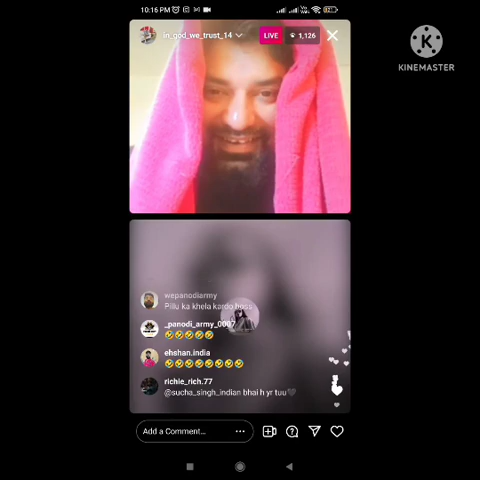 10:16 PM
in_god_we_trust_14
LIVE
1,126
KINEMASTER
wepanodiarmy
Pillu ka khela kardo boss
_panodi_army_0007
🤣🤣🤣🤣🤣
ehshan.india
🤣🤣🤣🤣🤣🤣🤣🤣
richie_rich.77
@sucha_singh_indian bhai h yr tuu🖤
Add a Comment...